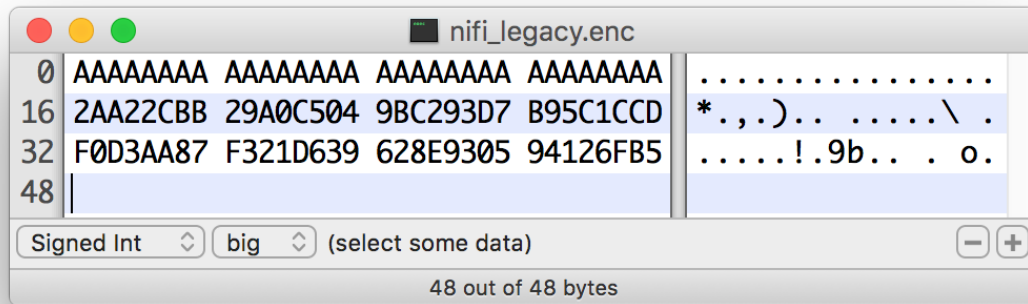 nifi_legacy.enc
0 AAAAAAAA AAAAAAAA AAAAAAAA AAAAAAAA ................
16 2AA22CBB 29A0C504 9BC293D7 B95C1CCD *.,.).. .....\ .
32 F0D3AA87 F321D639 628E9305 94126FB5 .....!.9b.. . o.
48
Signed Int big (select some data)
48 out of 48 bytes